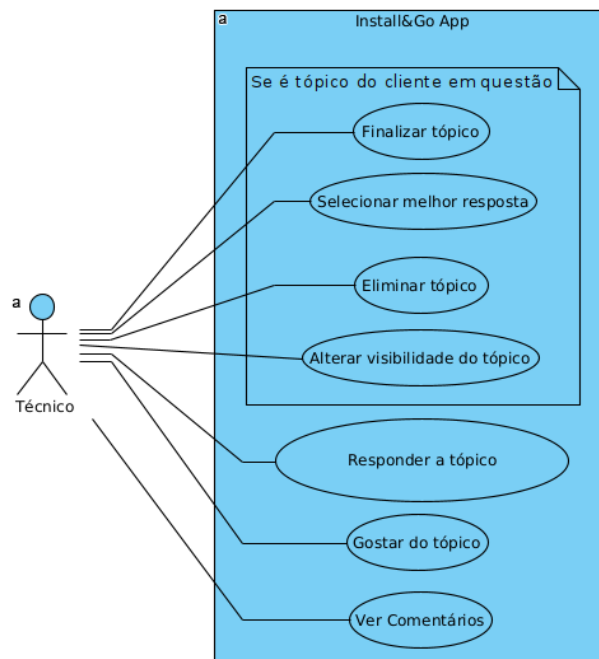 a
Install&Go App
Se é tópico do cliente em questão
Finalizar tópico
Selecionar melhor resposta
Eliminar tópico
a
Alterar visibilidade do tópico
Técnico
Responder a tópico
Gostar do tópico
Ver Comentários